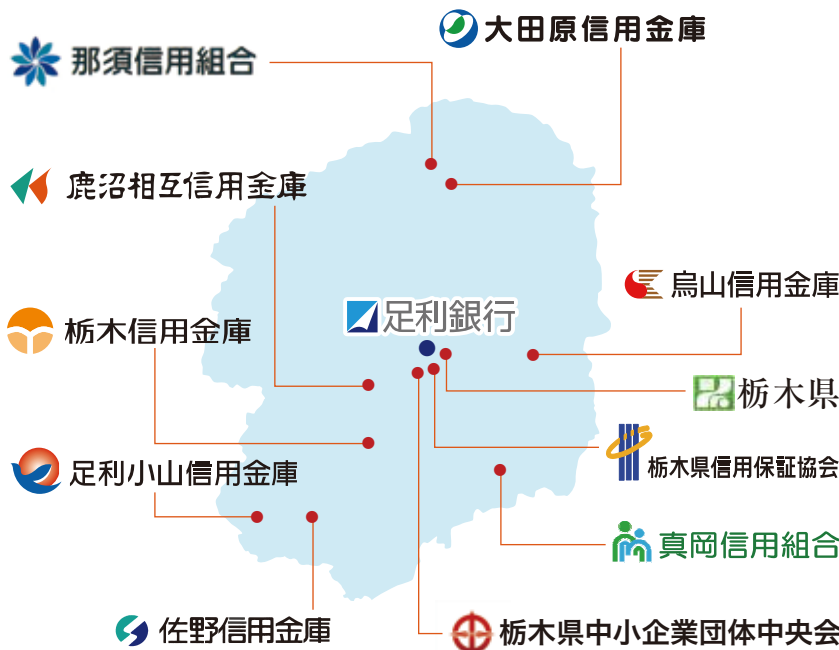 大田原信用金庫
那須信用組合
鹿沼相互信用金庫
烏山信用金庫
足利銀行
栃木信用金庫
栃木県
栃木県信用保証協会
足利小山信用金庫
真岡信用組合
佐野信用金庫
栃木県中小企業団体中央会